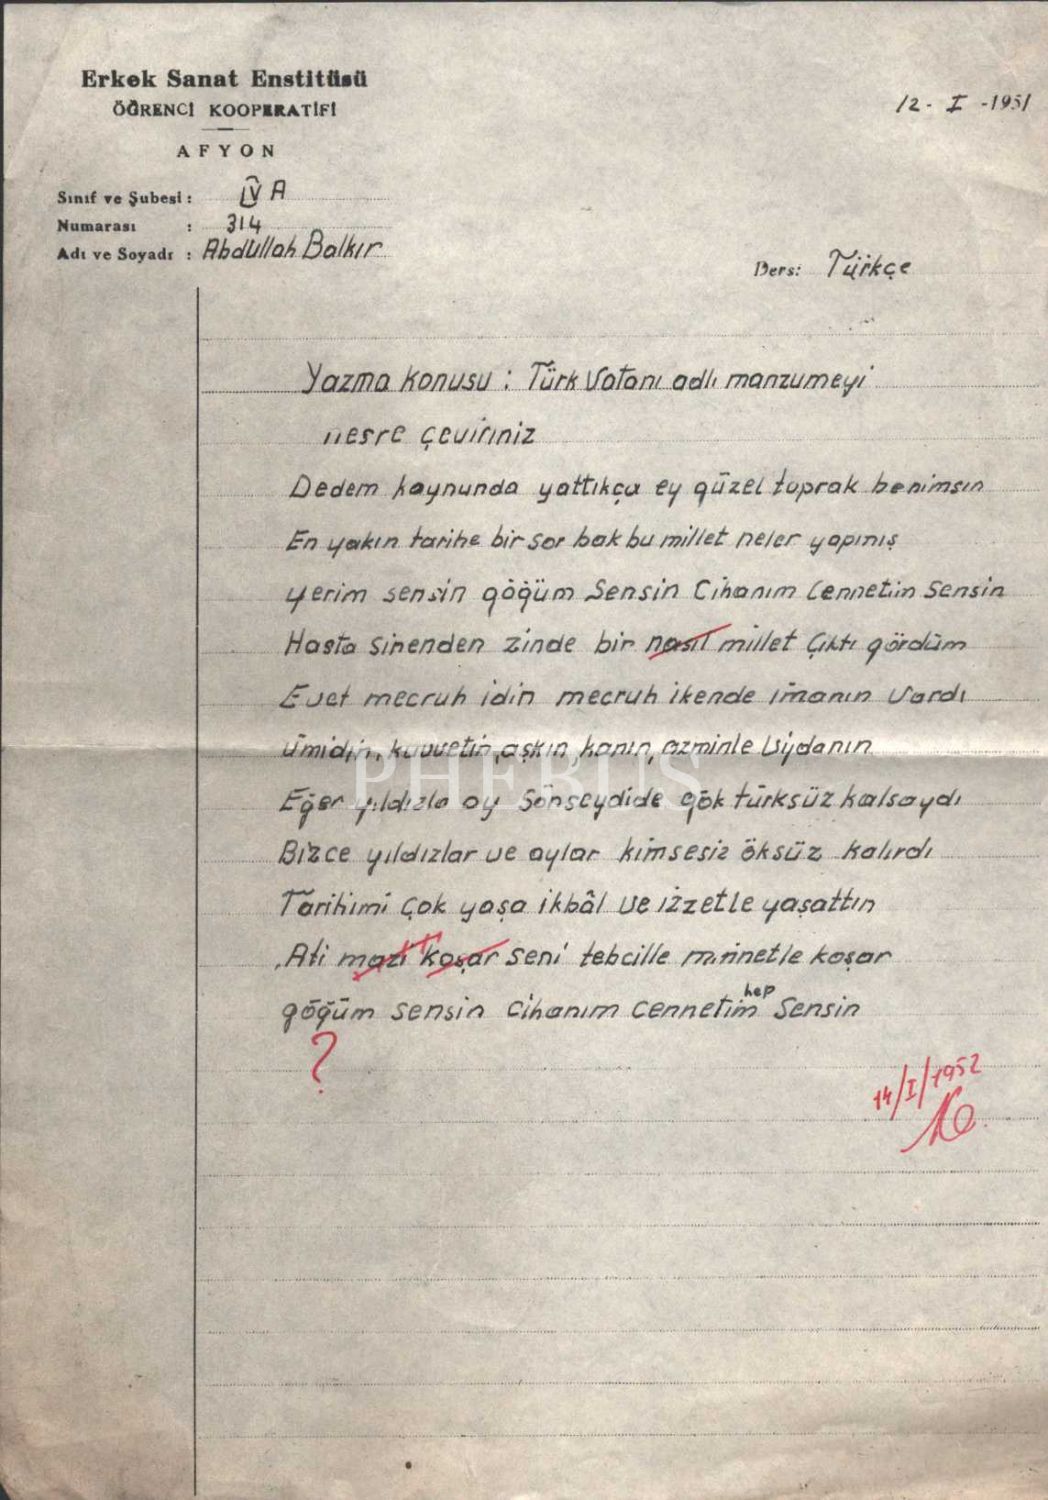 Erkek Sanat Enstitüsü
ÖĞRENCİ KOOPERATİFİ
AFYON
12 - I - 1951
Sınıf ve Şubesi : IV A
Numarası : 314
Adı ve Soyadı : Abdullah Balkır
Ders: Türkçe
Yazma Konusu : Türk Vatanı adlı manzumeyi
nesre çeviriniz
Dedem koynunda yattıkça ey güzel toprak benimsin
En yakın tarihe bir sor bak bu millet neler yapmış
yerim sensin göğüm Sensin Cihanım Cennetim Sensin
Hasta sinenden zinde bir nasıl millet çıktı gördüm
Evet mecruh idin mecruh ikende imanın vardı
ümidin, kuvvetin, aşkın, kanın, azminle vijdanın
Eğer yıldızla ay Sönseydide gök türksüz kalsaydı
Bizce yıldızlar ve aylar kimsesiz öksüz kalırdı
Tarihimi çok yaşa ikbâl ve izzetle yaşattın
Ati mazi koşar seni tebcille minnetle koşar
göğüm sensin cihanım cennetim hep Sensin
?
14/I/1952
PHEBUS